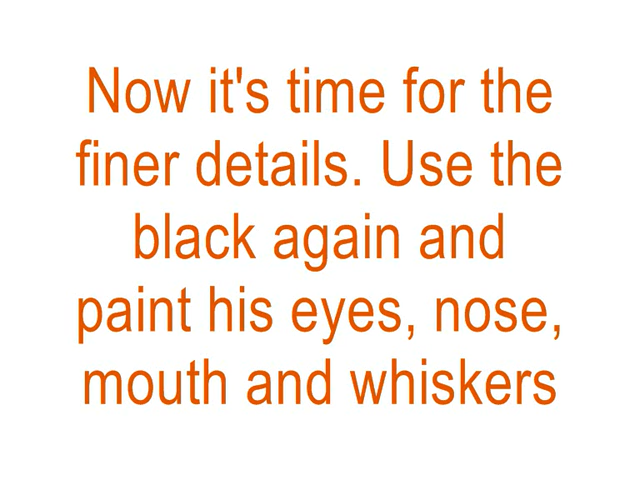 Now it's time for the
finer details. Use the
black again and
paint his eyes, nose,
mouth and whiskers